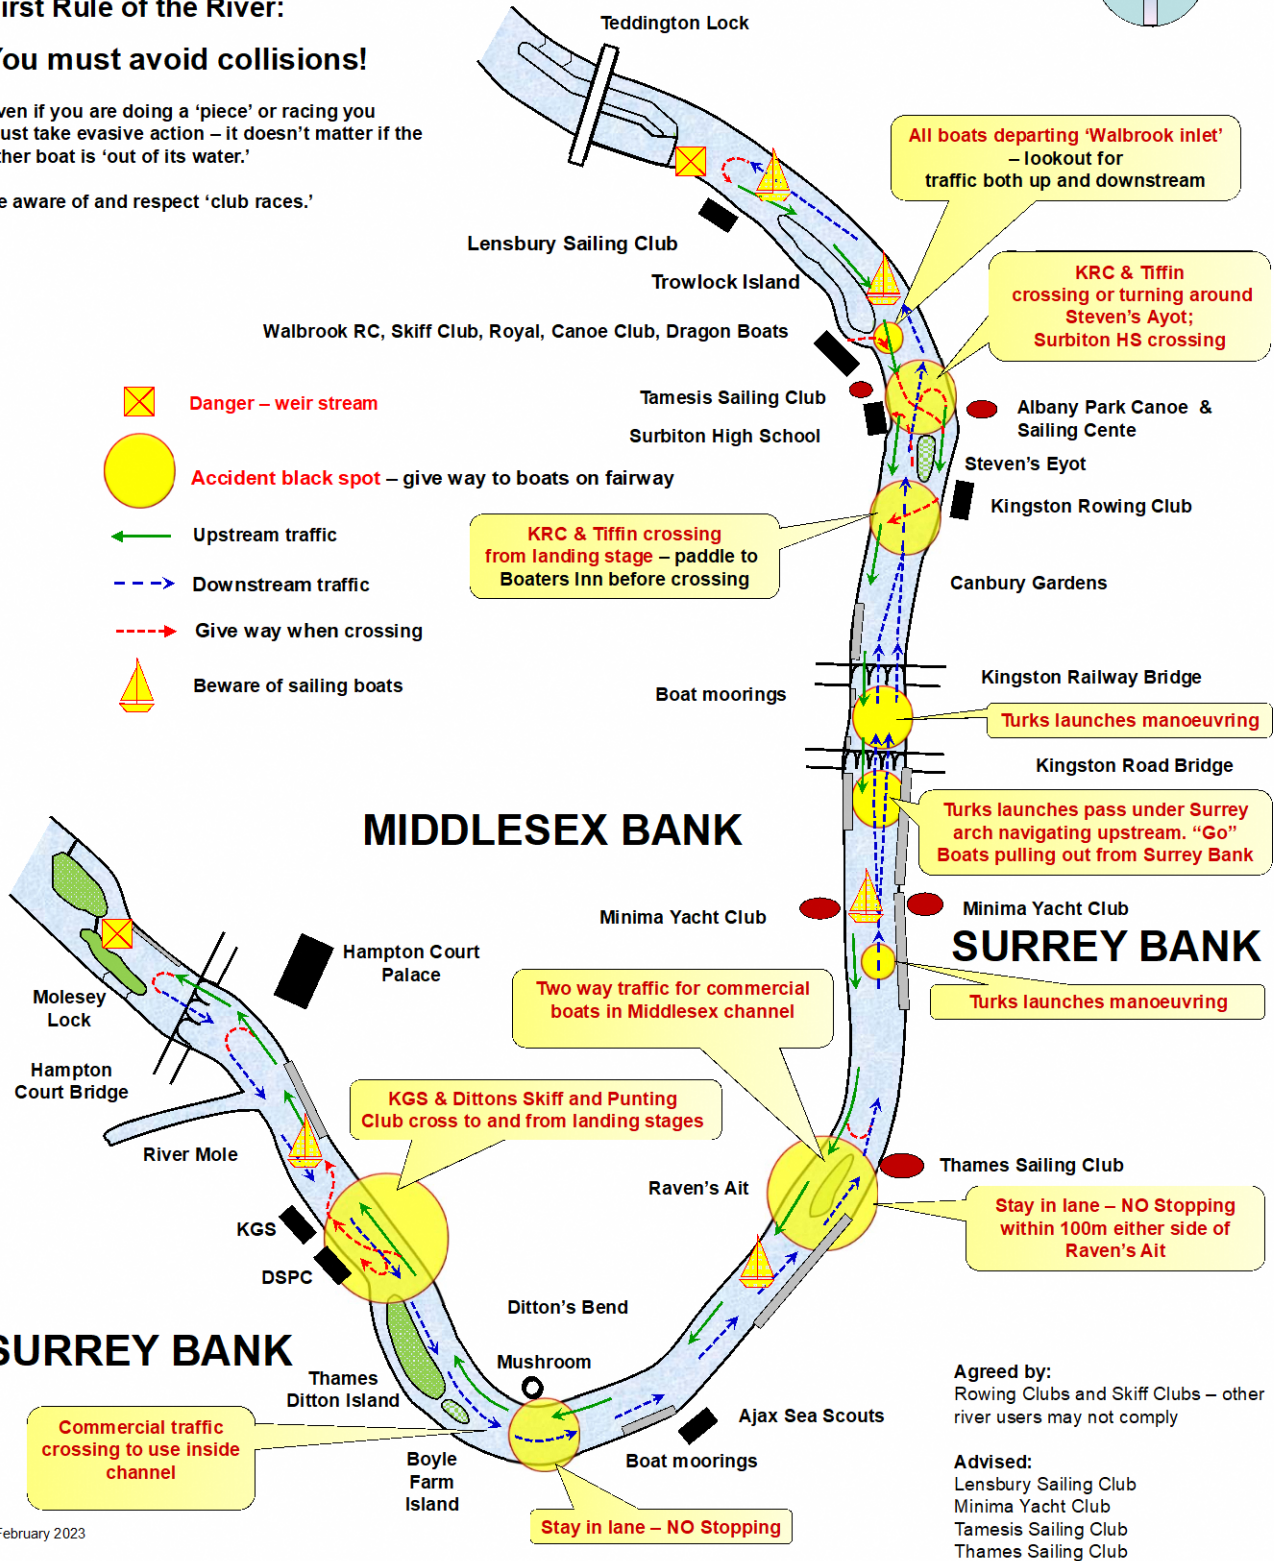 irst Rule of the River:
You must avoid collisions!
ven if you are doing a ‘piece’ or racing you
ust take evasive action – it doesn’t matter if the
ther boat is ‘out of its water.’
e aware of and respect ‘club races.’
Teddington Lock
All boats departing ‘Walbrook inlet’
– lookout for
traffic both up and downstream
Lensbury Sailing Club
Trowlock Island
KRC & Tiffin
crossing or turning around
Steven’s Ayot;
Surbiton HS crossing
Walbrook RC, Skiff Club, Royal, Canoe Club, Dragon Boats
Tamesis Sailing Club
Surbiton High School
Albany Park Canoe &
Sailing Cente
Steven’s Eyot
Kingston Rowing Club
Danger – weir stream
Accident black spot – give way to boats on fairway
Upstream traffic
Downstream traffic
Give way when crossing
Beware of sailing boats
KRC & Tiffin crossing
from landing stage – paddle to
Boaters Inn before crossing
Canbury Gardens
Boat moorings
Kingston Railway Bridge
Turks launches manoeuvring
Kingston Road Bridge
Turks launches pass under Surrey
arch navigating upstream. “Go”
Boats pulling out from Surrey Bank
MIDDLESEX BANK
Minima Yacht Club
Minima Yacht Club
SURREY BANK
Turks launches manoeuvring
Hampton Court
Palace
Two way traffic for commercial
boats in Middlesex channel
Molesey
Lock
Hampton
Court Bridge
KGS & Dittons Skiff and Punting
Club cross to and from landing stages
River Mole
Raven’s Ait
Thames Sailing Club
Stay in lane – NO Stopping
within 100m either side of
Raven’s Ait
KGS
DSPC
Ditton’s Bend
SURREY BANK
Mushroom
Thames
Ditton Island
Commercial traffic
crossing to use inside
channel
Boyle
Farm
Island
Ajax Sea Scouts
Boat moorings
Stay in lane – NO Stopping
Agreed by:
Rowing Clubs and Skiff Clubs – other
river users may not comply
Advised:
Lensbury Sailing Club
Minima Yacht Club
Tamesis Sailing Club
Thames Sailing Club
February 2023